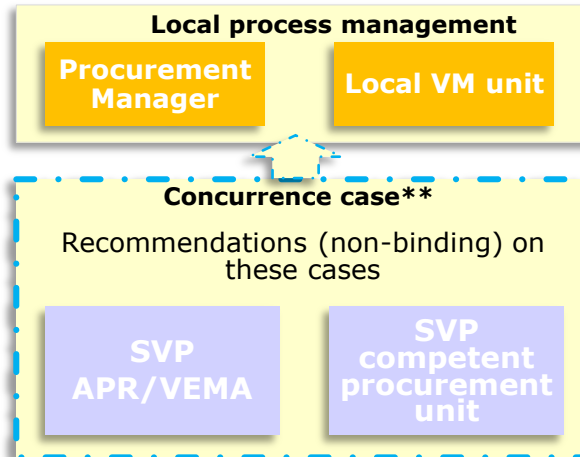 Local process management
Procurement
Manager
Local VM unit
Concurrence case**
Recommendations (non-binding) on
these cases
SVP
APR/VEMA
SVP
competent
procurement
unit